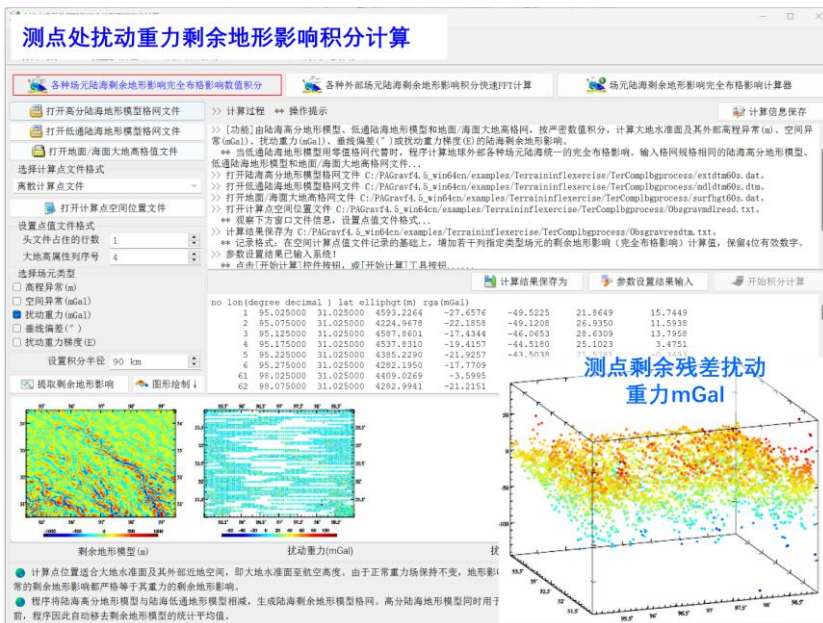 测点处扰动重力剩余地形影响积分计算
各种场元陆海剩余地形影响完全布格影响数值积分
各种外部场元陆海剩余地形影响积分快速FFT计算
场元陆海剩余地形影响完全布格影响计算器
打开高分陆海地形模型格网文件
打开低通陆海地形模型格网文件
打开地面/海面大地高格值文件
选择计算点文件格式
离散计算点文件
打开计算点空间位置文件
设置点值文件格式
头文件占住的行数 1
大地高属性列序号 4
选择场元类型
高程异常(m)
空间异常(mGal)
扰动重力(mGal)
垂线偏差(″)
扰动重力梯度(E)
设置积分半径 90 km
提取剩余地形影响
图形绘制↓
>> 计算过程 ** 操作提示
计算信息保存
>> [功能]由陆海高分地形模型、低通陆海地形模型和地面/海面大地高格网，按严密数值积分，计算大地水准面及其外部高程异常(m)、空间异
常(mGal)、扰动重力(mGal)、垂线偏差(″)或扰动重力梯度(E)的陆海剩余地形影响。
** 当低通陆海地形模型用零值格网代替时，程序计算地球外部各种场元陆海统一的完全布格影响。输入格网规格相同的陆海高分地形模型、
低通陆海地形模型和地面/海面大地高格网文件...
>> 打开陆海高分地形模型格网文件 C:/PAGravf4.5_win64cn/examples/Terraininflexercise/TerComplbgprocess/extdtm60s.dat。
>> 打开低通陆海地形模型格网文件 C:/PAGravf4.5_win64cn/examples/Terraininflexercise/TerComplbgprocess/mdldtm60s.dtm。
>> 打开地面/海面大地高格网文件 C:/PAGravf4.5_win64cn/examples/Terraininflexercise/TerComplbgprocess/surfhgt60s.dat。
>> 打开计算点空间位置文件 C:/PAGravf4.5_win64cn/examples/Terraininflexercise/TerComplbgprocess/Obsgravmdlresd.txt。
** 观察下方窗口文件信息，设置点值文件格式...
>> 计算结果保存为 C:/PAGravf4.5_win64cn/examples/Terraininflexercise/TerComplbgprocess/Obsgravresdtm.txt。
** 记录格式：在空间计算点值文件记录的基础上，增加若干列指定类型场元的剩余地形影响（完全布格影响）计算值，保留4位有效数字。
>> 参数设置结果已输入系统！
** 点击[开始计算]控件按钮，或[开始计算]工具按钮......
计算结果保存为
参数设置结果输入
开始积分计算
no lon(degree decimal ) lat ellipHgt(m) rga(mGal)
1 95.025000 31.025000 4593.2264 -27.6576 -49.5225 21.8649 15.7449
2 95.075000 31.025000 4224.9678 -22.1858 -49.1208 26.9350 11.5938
3 95.125000 31.025000 4587.8601 -17.4344 -46.0653 28.6309 13.7958
4 95.175000 31.025000 4537.8310 -19.4157 -44.5180 25.1023 3.4751
5 95.225000 31.025000 4385.2290 -21.9257 -43.5038
6 95.275000 31.025000 4282.1950 -17.7709
61 98.025000 31.025000 4409.0269 -3.5995
62 98.075000 31.025000 4282.9941 -21.2151
测点剩余残差扰动
重力mGal
剩余地形模型(m)
扰动重力(mGal)
计算点位置适合大地水准面及其外部近地空间，即大地水准面至航空高度。由于正常重力场保持不变，地形影
常的剩余地形影响都严格等于其重力的剩余地形影响。
程序将陆海高分地形模型与陆海低通地形模型相减，生成陆海剩余地形模型格网。高分陆海地形模型同时用于
前，程序因此自动移去剩余地形模型的统计平均值。